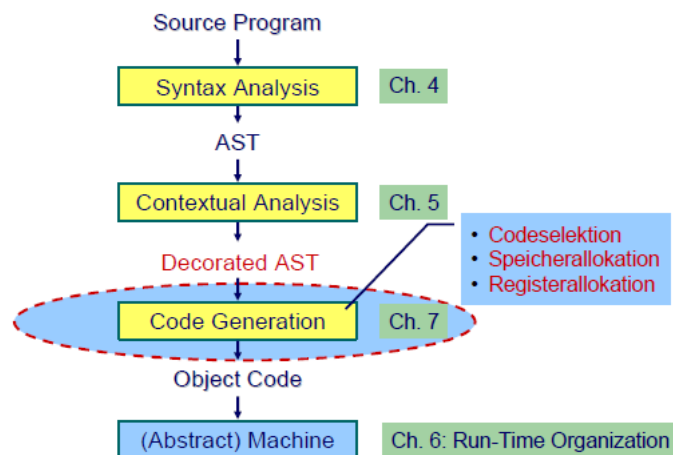 Source Program
Syntax Analysis
Ch. 4
AST
Contextual Analysis
Ch. 5
• Codeselektion
• Speicherallokation
• Registerallokation
Decorated AST
Code Generation
Ch. 7
Object Code
(Abstract) Machine
Ch. 6: Run-Time Organization